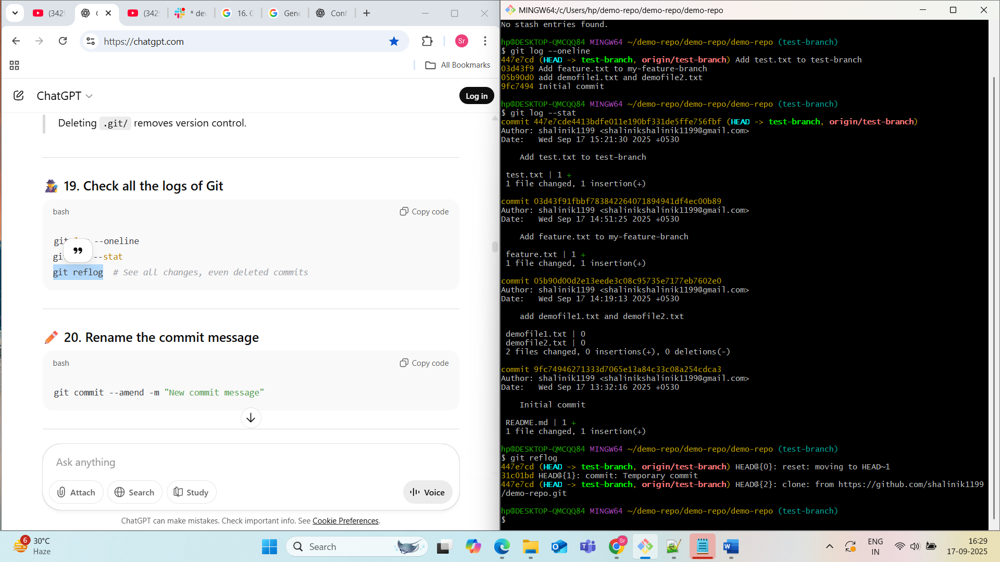 (342
(
(342
* dev
16. G
Gene
Conf
https://chatgpt.com
Sr
All Bookmarks
ChatGPT
Log in
Deleting .git/ removes version control.
19. Check all the logs of Git
bash
Copy code
--oneline
--stat
git reflog # See all changes, even deleted commits
20. Rename the commit message
bash
Copy code
git commit --amend -m "New commit message"
Ask anything
Attach
Search
Study
Voice
ChatGPT can make mistakes. Check important info. See Cookie Preferences.
MINGW64:/c/Users/hp/demo-repo/demo-repo/demo-repo
No stash entries found.
hp@DESKTOP-QMCQQ84 MINGW64 ~/demo-repo/demo-repo/demo-repo (test-branch)
$ git log --oneline
447e7cd (HEAD -> test-branch, origin/test-branch) Add test.txt to test-branch
03d43f9 Add feature.txt to my-feature-branch
05b90d0 add demofile1.txt and demofile2.txt
9fc7494 Initial commit
hp@DESKTOP-QMCQQ84 MINGW64 ~/demo-repo/demo-repo/demo-repo (test-branch)
$ git log --stat
commit 447e7cde4413bdfe011e190bf331de5ffe756fbf (HEAD -> test-branch, origin/test-branch)
Author: shalinik1199 <shalinikshalinik1199@gmail.com>
Date:   Wed Sep 17 15:21:30 2025 +0530
Add test.txt to test-branch
test.txt | 1 +
1 file changed, 1 insertion(+)
commit 03d43f91fbbf783842264071894941df4ec00b89
Author: shalinik1199 <shalinikshalinik1199@gmail.com>
Date:   Wed Sep 17 14:51:25 2025 +0530
Add feature.txt to my-feature-branch
feature.txt | 1 +
1 file changed, 1 insertion(+)
commit 05b90d00d2e13eede3c08c95735e7177eb7602e0
Author: shalinik1199 <shalinikshalinik1199@gmail.com>
Date:   Wed Sep 17 14:19:13 2025 +0530
add demofile1.txt and demofile2.txt
demofile1.txt | 0
demofile2.txt | 0
2 files changed, 0 insertions(+), 0 deletions(-)
commit 9fc74946271333d7065e13a84c33c08a254cdca3
Author: shalinik1199 <shalinikshalinik1199@gmail.com>
Date:   Wed Sep 17 13:32:16 2025 +0530
Initial commit
README.md | 1 +
1 file changed, 1 insertion(+)
hp@DESKTOP-QMCQQ84 MINGW64 ~/demo-repo/demo-repo/demo-repo (test-branch)
$ git reflog
447e7cd (HEAD -> test-branch, origin/test-branch) HEAD@{0}: reset: moving to HEAD~1
31c01bd HEAD@{1}: commit: Temporary commit
447e7cd (HEAD -> test-branch, origin/test-branch) HEAD@{2}: clone: from https://github.com/shalinik1199
/demo-repo.git
hp@DESKTOP-QMCQQ84 MINGW64 ~/demo-repo/demo-repo/demo-repo (test-branch)
$
6
30°C
Haze
Search
Sr
ENG
IN
16:29
17-09-2025